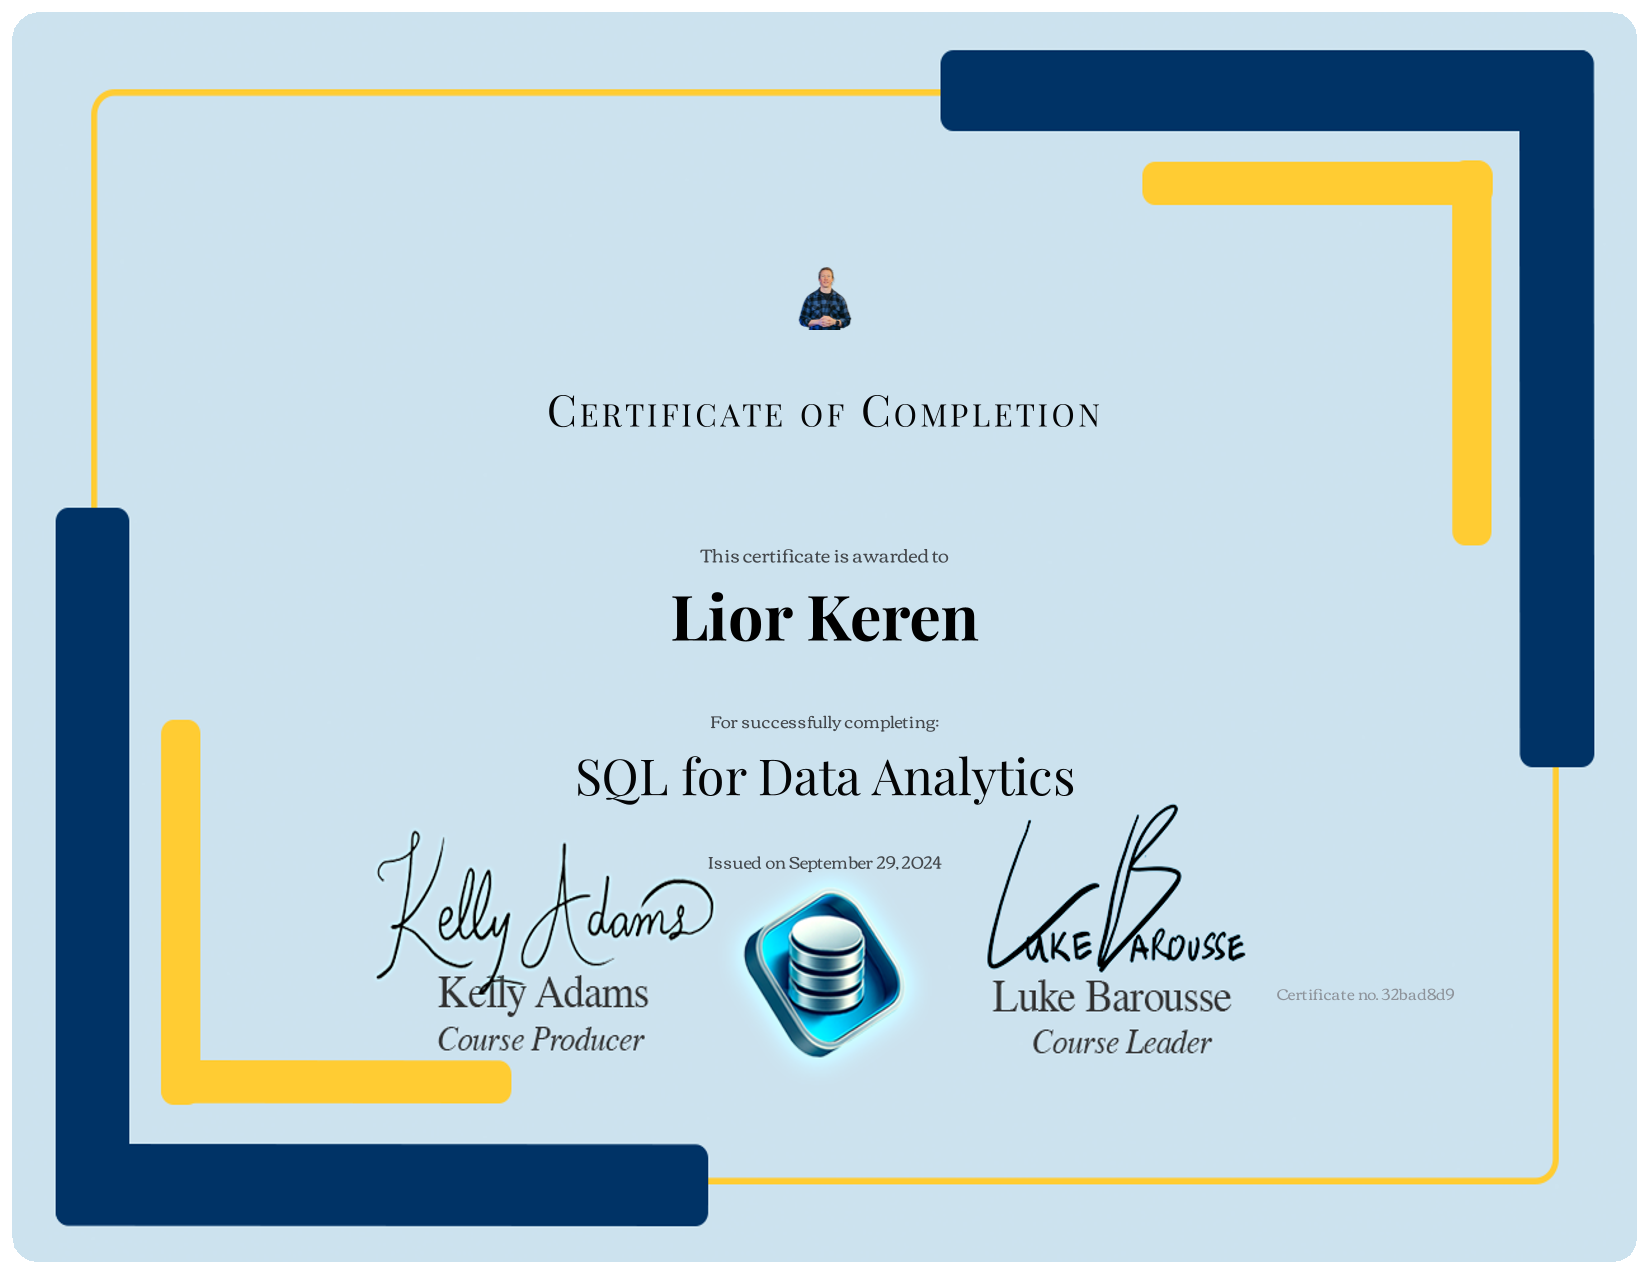 Certificate of Completion
This certificate is awarded to
Lior Keren
For successfully completing:
SQL for Data Analytics
Issued on September 29, 2024
Kelly Adams
Kelly Adams
Course Producer
Luke Barousse
Luke Barousse
Course Leader
Certificate no. 32bad8d9